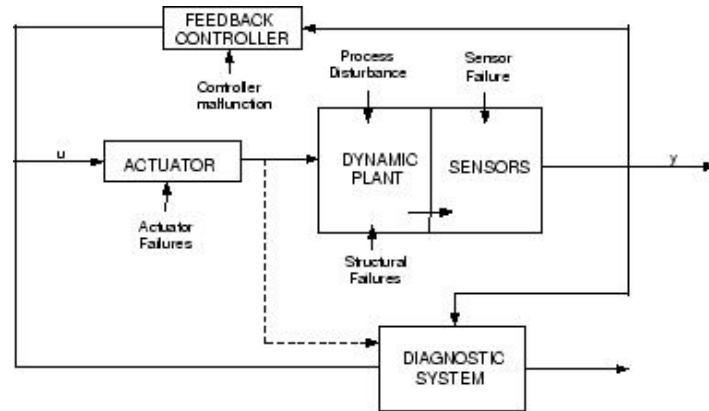 FEEDBACK
CONTROLLER
Controller
malfunction
Process
Disturbance
Sensor
Failure
u
ACTUATOR
DYNAMIC
PLANT
SENSORS
y
Actuator
Failures
Structural
Failures
DIAGNOSTIC
SYSTEM